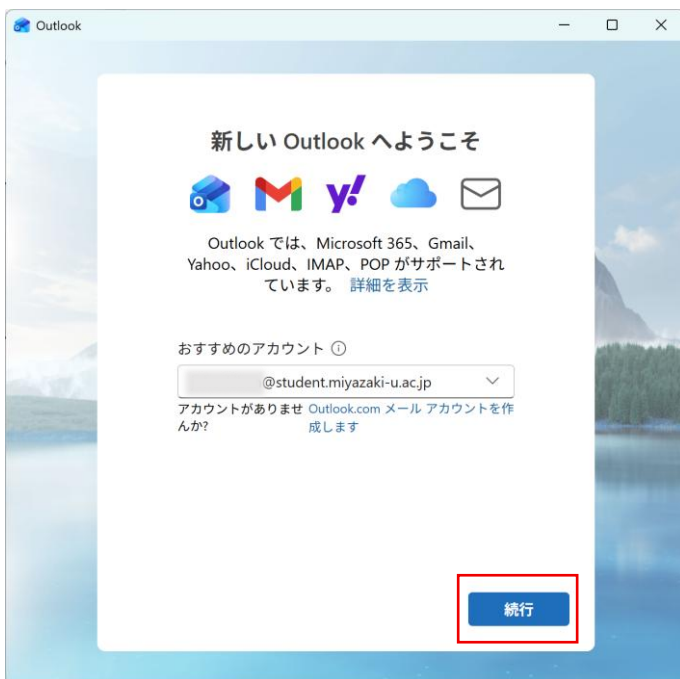 Outlook
新しい Outlook へようこそ
Outlook では、Microsoft 365、Gmail、
Yahoo、iCloud、IMAP、POP がサポートされ
ています。 詳細を表示
おすすめのアカウント
@student.miyazaki-u.ac.jp
アカウントがありませ Outlook.com メール アカウントを作
んか? 成します
続行